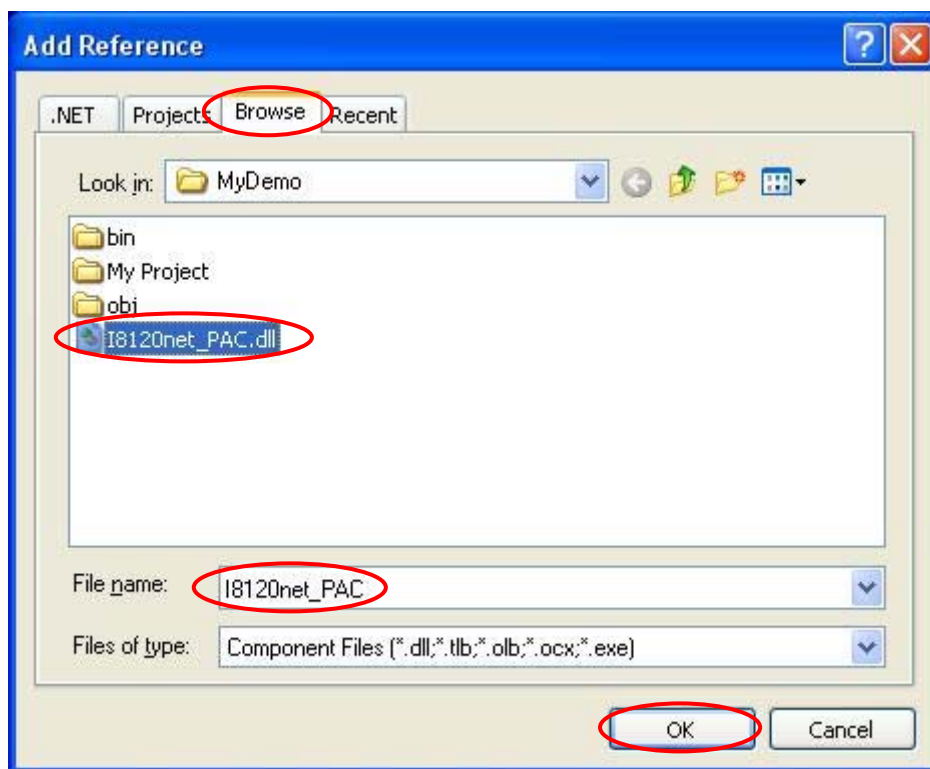 Add Reference
.NET Projects Browse Recent
Look in: MyDemo
bin
My Project
obj
I8120net_PAC.dll
File name: I8120net_PAC
Files of type: Component Files (*.dll;*.tlb;*.olb;*.ocx;*.exe)
OK Cancel